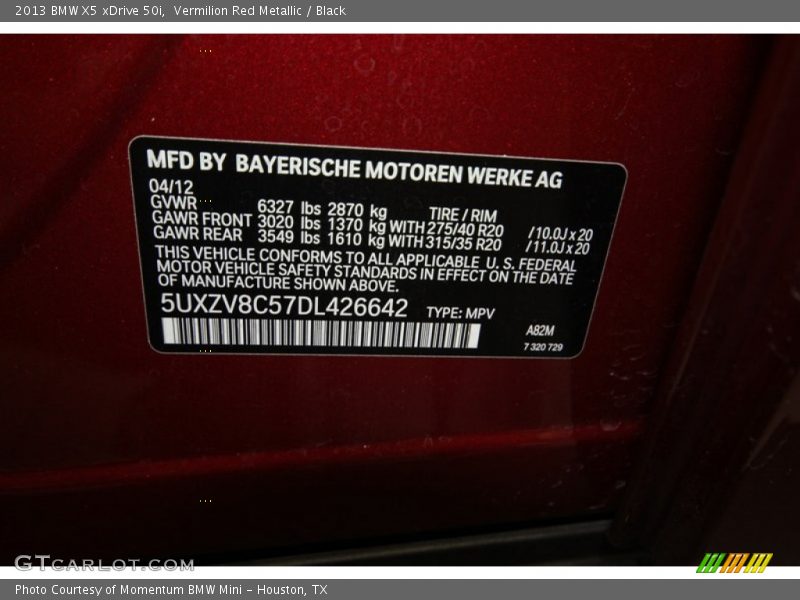 2013 BMW X5 xDrive 50i,  Vermilion Red Metallic / Black
MFD BY BAYERISCHE MOTOREN WERKE AG
04/12
GVWR 6327 lbs 2870 kg TIRE / RIM
GAWR FRONT 3020 lbs 1370 kg WITH 275/40 R20 /10.0J x 20
GAWR REAR 3549 lbs 1610 kg WITH 315/35 R20 /11.0J x 20
THIS VEHICLE CONFORMS TO ALL APPLICABLE U.S. FEDERAL
MOTOR VEHICLE SAFETY STANDARDS IN EFFECT ON THE DATE
OF MANUFACTURE SHOWN ABOVE.
5UXZV8C57DL426642 TYPE: MPV
A82M
7 320 729
GTCARLOT.COM
Photo Courtesy of Momentum BMW Mini - Houston, TX